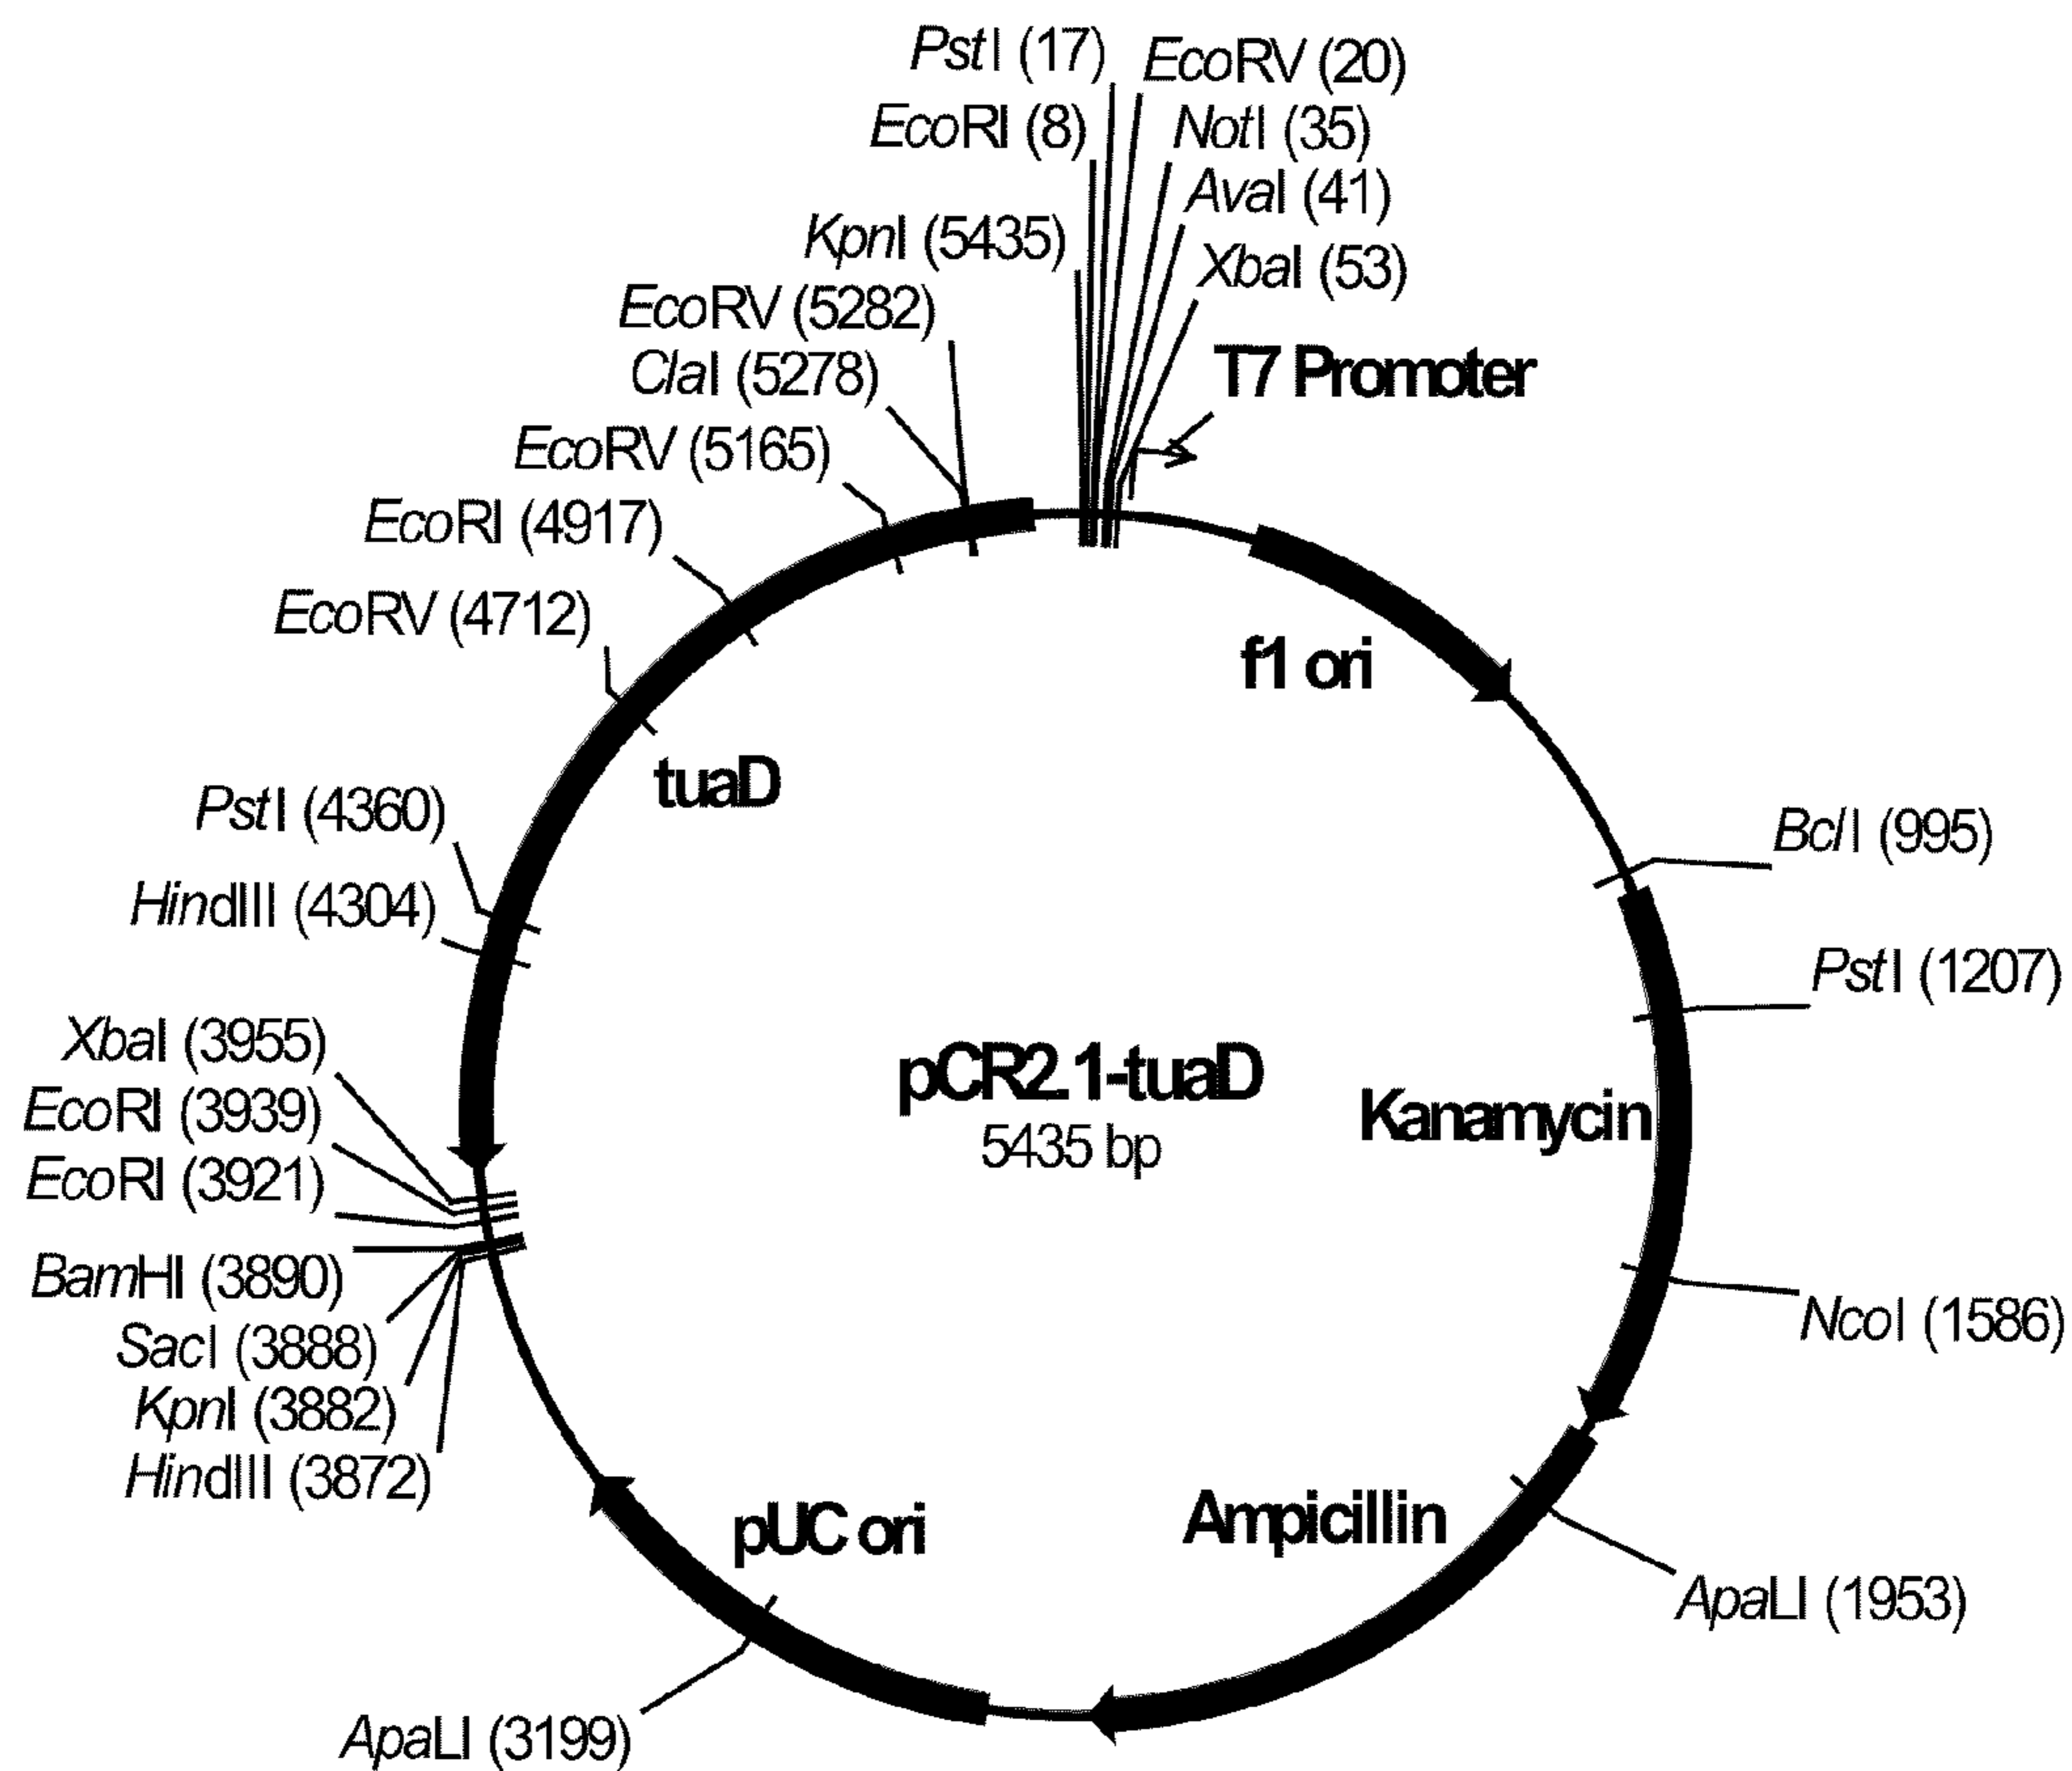 PstI (17)
EcoRV (20)
EcoRI (8)
NotI (35)
AvaI (41)
KpnI (5435)
XbaI (53)
EcoRV (5282)
ClaI (5278)
T7 Promoter
EcoRV (5165)
EcoRI (4917)
EcoRV (4712)
f1 ori
tuaD
PstI (4360)
BclI (995)
HindIII (4304)
PstI (1207)
XbaI (3955)
pCR2.1-tuaD
5435 bp
EcoRI (3939)
Kanamycin
EcoRI (3921)
BamHI (3890)
NcoI (1586)
SacI (3888)
KpnI (3882)
HindIII (3872)
pUC ori
Ampicillin
ApaLI (1953)
ApaLI (3199)